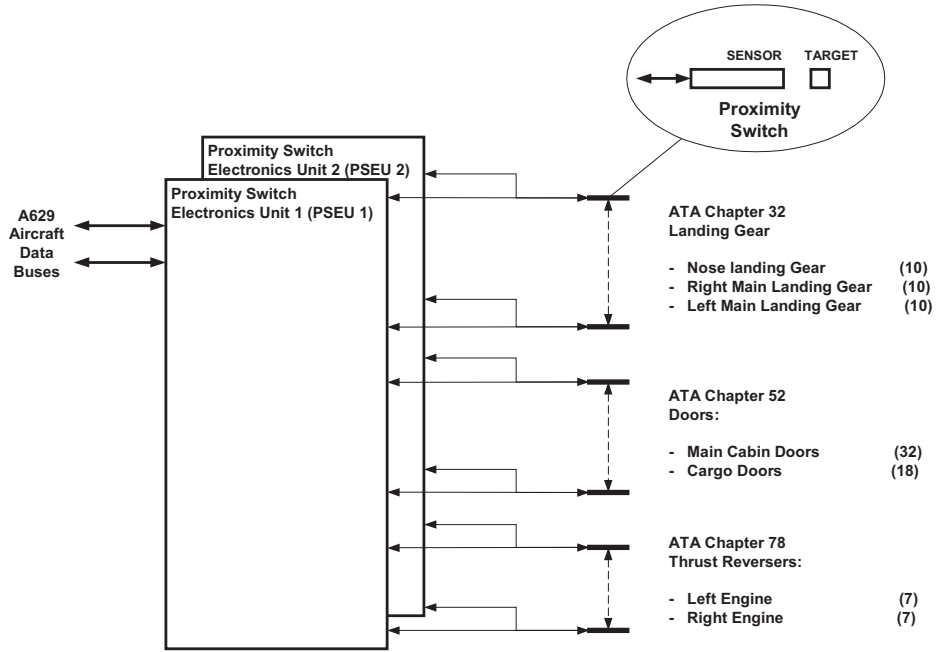 SENSOR TARGET
Proximity
Switch
Proximity Switch
Electronics Unit 2 (PSEU 2)
Proximity Switch
Electronics Unit 1 (PSEU 1)
A629
Aircraft
Data
Buses
ATA Chapter 32
Landing Gear
- Nose landing Gear (10)
- Right Main Landing Gear (10)
- Left Main Landing Gear (10)
ATA Chapter 52
Doors:
- Main Cabin Doors (32)
- Cargo Doors (18)
ATA Chapter 78
Thrust Reversers:
- Left Engine (7)
- Right Engine (7)